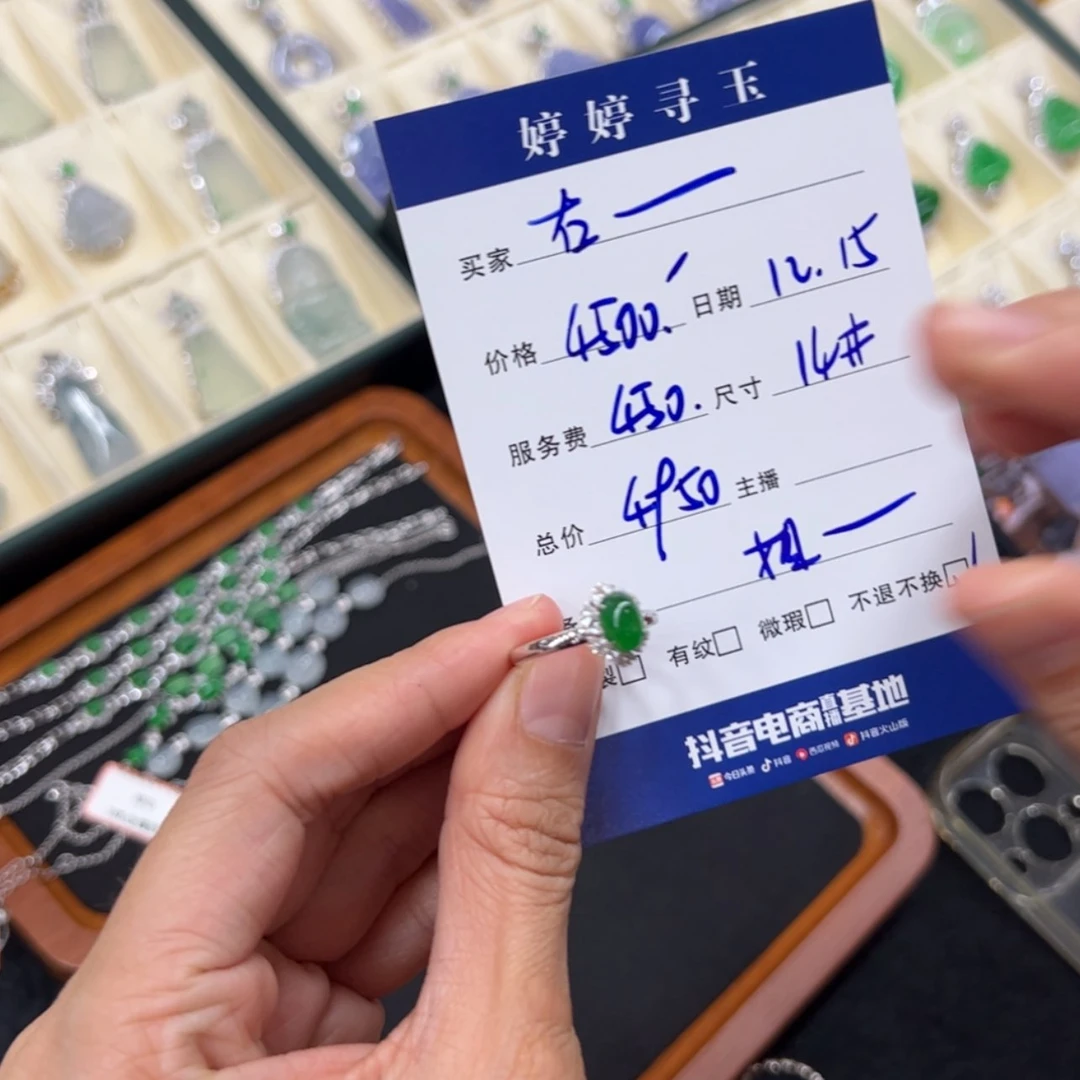 婷婷寻玉
买家 右一
价格 4500. 日期 12.15
服务费 450. 尺寸 14#
总价 4950 主播
裂□ 有纹□ 微瑕□ 不退不换□
抖音电商直播基地
今日头条 抖音 西瓜视频 抖音火山版